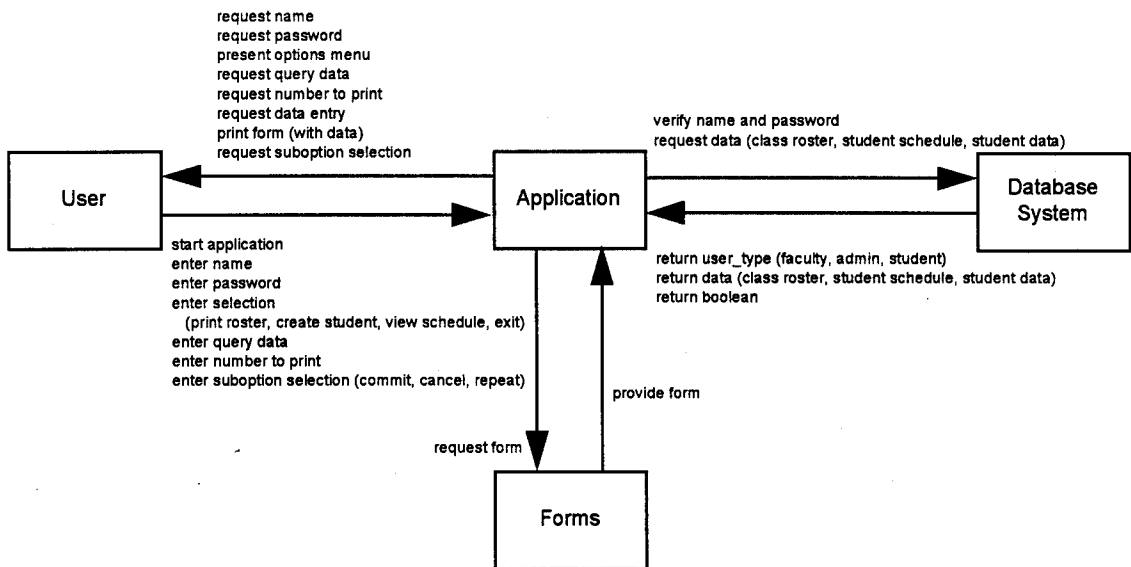 request name
request password
present options menu
request query data
request number to print
request data entry
print form (with data)
request suboption selection
verify name and password
request data (class roster, student schedule, student data)
User
Application
Database
System
start application
enter name
enter password
enter selection
(print roster, create student, view schedule, exit)
enter query data
enter number to print
enter suboption selection (commit, cancel, repeat)
return user_type (faculty, admin, student)
return data (class roster, student schedule, student data)
return boolean
provide form
request form
Forms